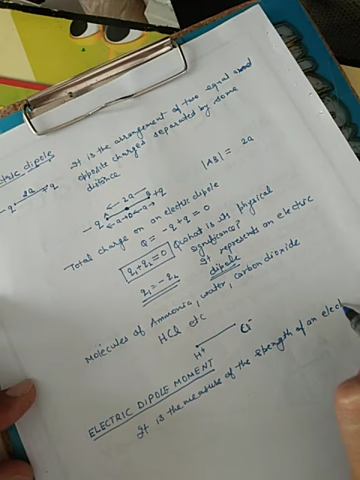 electric dipole
It is the arrangement of two equal and
opposite charges separated by some
distance
-q 2a q
|AB| = 2a
-q ←2a→ +q
←a→o←a→
Total charge on an electric dipole
Q = -q + q = 0
q1+q2=0 Q what is its physical
significance?
q1 = -q2 It represents an electric
dipole
Molecules of Ammonia, water, carbon dioxide
HCl etc
H+ Cl-
ELECTRIC DIPOLE MOMENT
It is the measure of the strength of an elec